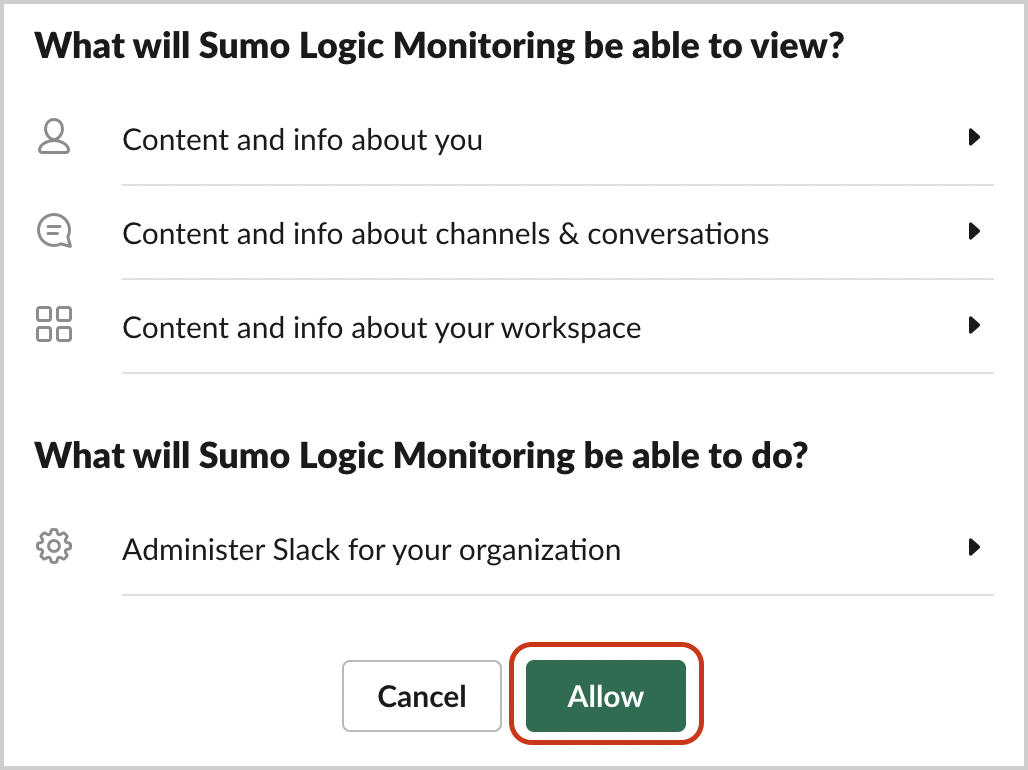 What will Sumo Logic Monitoring be able to view?
Content and info about you
Content and info about channels & conversations
Content and info about your workspace
What will Sumo Logic Monitoring be able to do?
Administer Slack for your organization
Cancel
Allow